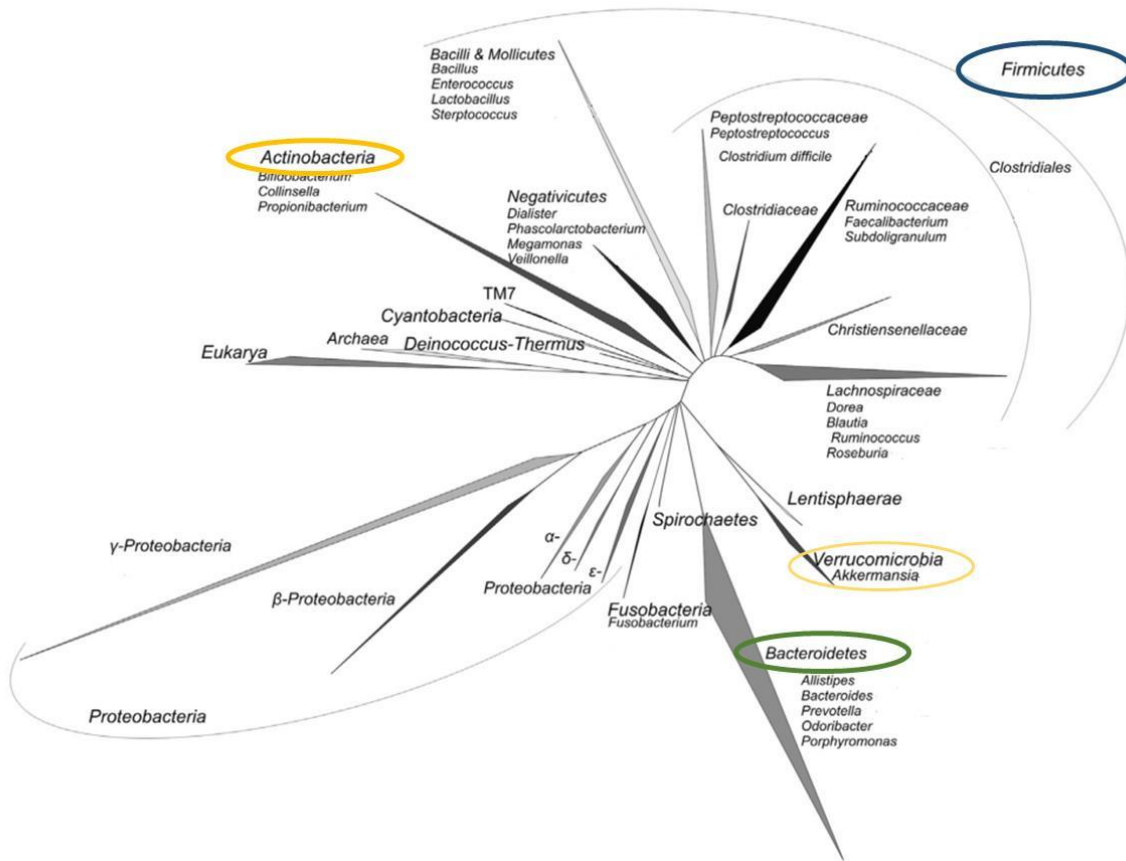 Bacilli & Mollicutes
Bacillus
Enterococcus
Lactobacillus
Sterptococcus
Firmicutes
Peptostreptococcaceae
Peptostreptococcus
Clostridium difficile
Clostridiales
Actinobacteria
Bifidobacterium
Collinsella
Propionibacterium
Negativicutes
Dialister
Phascolarctobacterium
Megamonas
Veillonella
Clostridiaceae
Ruminococcaceae
Faecalibacterium
Subdoligranulum
TM7
Cyantobacteria
Archaea
Deinococcus-Thermus
Eukarya
Christiensenellaceae
Lachnospiraceae
Dorea
Blautia
Ruminococcus
Roseburia
Lentisphaerae
Spirochaetes
γ-Proteobacteria
α-
δ-
ε-
Proteobacteria
β-Proteobacteria
Verrucomicrobia
Akkermansia
Fusobacteria
Fusobacterium
Bacteroidetes
Allistipes
Bacteroides
Prevotella
Odoribacter
Porphyromonas
Proteobacteria